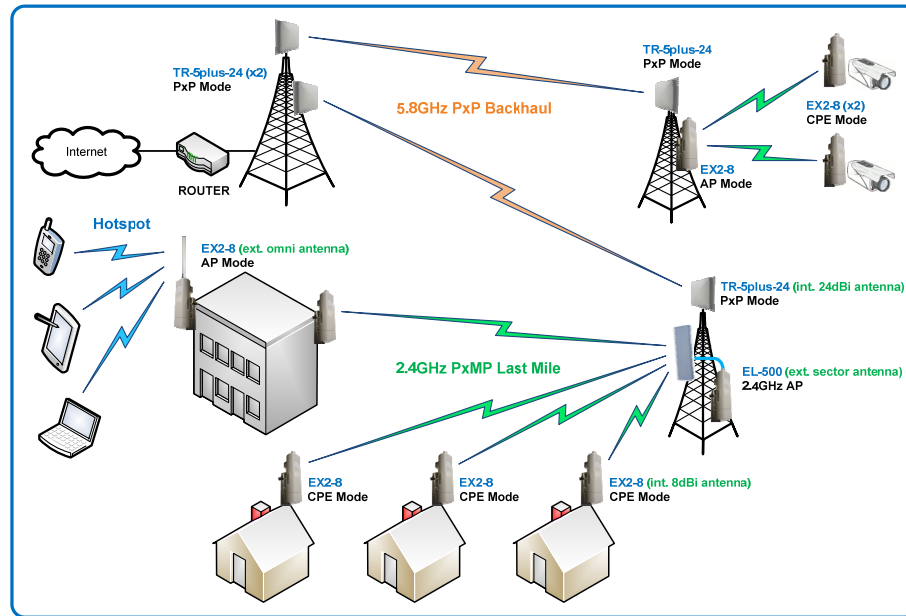 TR-5plus-24 (x2)
PxP Mode
TR-5plus-24
PxP Mode
5.8GHz PxP Backhaul
EX2-8 (x2)
CPE Mode
Internet
ROUTER
EX2-8
AP Mode
Hotspot
EX2-8 (ext. omni antenna)
AP Mode
TR-5plus-24 (int. 24dBi antenna)
PxP Mode
2.4GHz PxMP Last Mile
EL-500 (ext. sector antenna)
2.4GHz AP
EX2-8
CPE Mode
EX2-8
CPE Mode
EX2-8 (int. 8dBi antenna)
CPE Mode